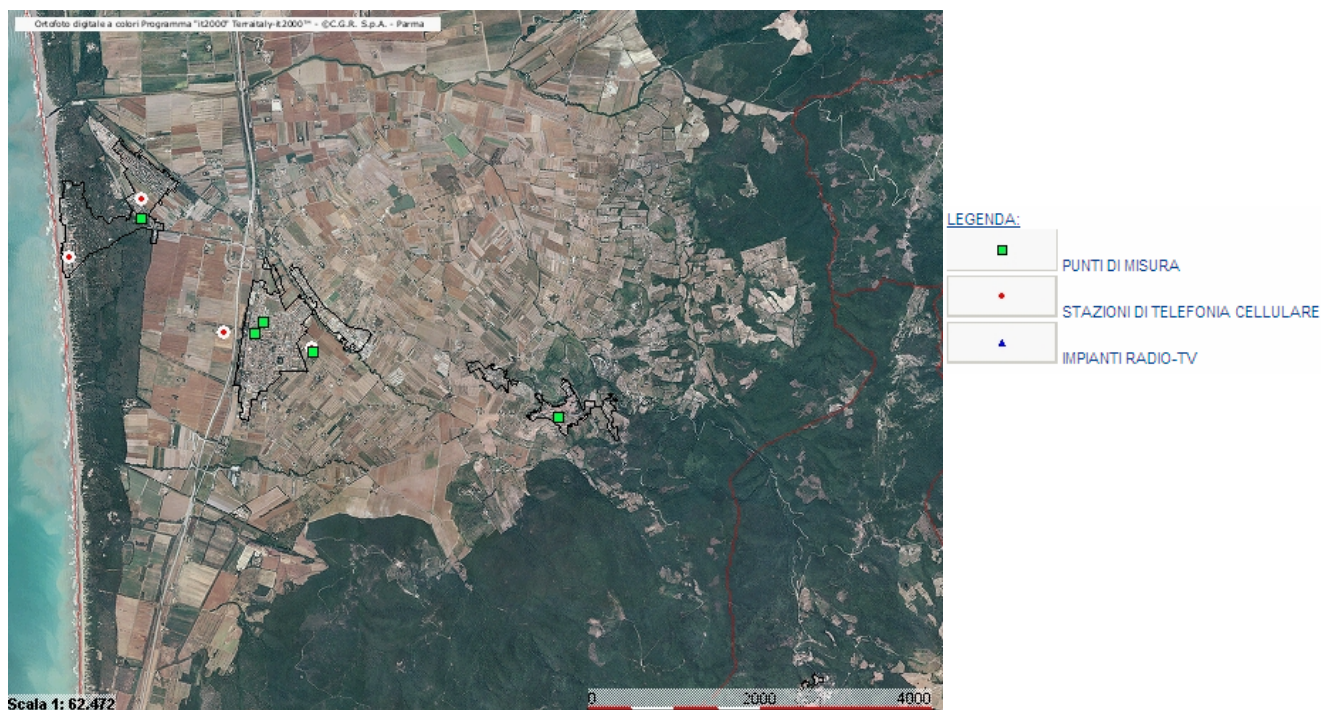 Ortofoto digitale a colori Programma "it2000" Terraitaly-it2000™ - ©C.G.R. S.p.A. - Parma
LEGENDA:
PUNTI DI MISURA
STAZIONI DI TELEFONIA CELLULARE
IMPIANTI RADIO-TV
Scala 1: 62.472
0 2000 4000